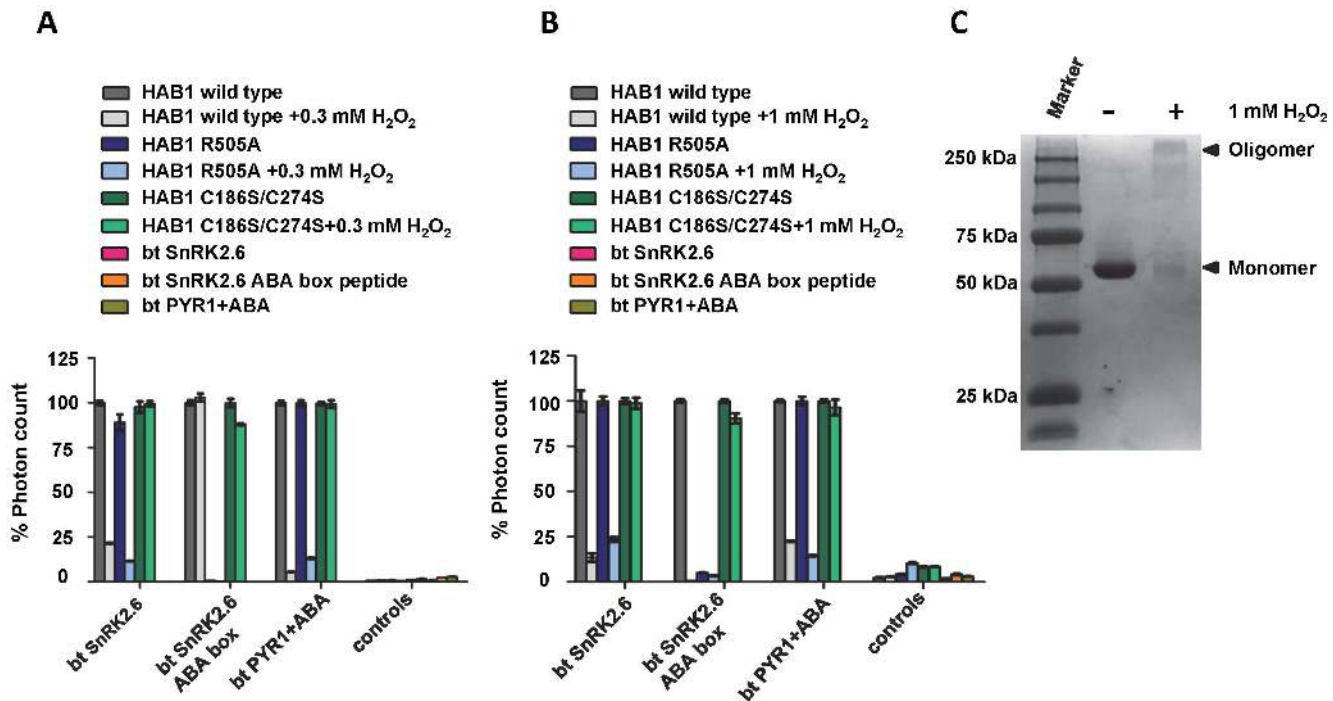 A
HAB1 wild type
HAB1 wild type +0.3 mM H₂O₂
HAB1 R505A
HAB1 R505A +0.3 mM H₂O₂
HAB1 C186S/C274S
HAB1 C186S/C274S+0.3 mM H₂O₂
bt SnRK2.6
bt SnRK2.6 ABA box peptide
bt PYR1+ABA
% Photon count
125
100
75
50
25
0
bt SnRK2.6
bt SnRK2.6
ABA box
bt PYR1+ABA
controls
B
HAB1 wild type
HAB1 wild type +1 mM H₂O₂
HAB1 R505A
HAB1 R505A +1 mM H₂O₂
HAB1 C186S/C274S
HAB1 C186S/C274S+1 mM H₂O₂
bt SnRK2.6
bt SnRK2.6 ABA box peptide
bt PYR1+ABA
% Photon count
125
100
75
50
25
0
bt SnRK2.6
bt SnRK2.6
ABA box
bt PYR1+ABA
controls
C
Marker
- + 1 mM H₂O₂
250 kDa
Oligomer
75 kDa
Monomer
50 kDa
25 kDa